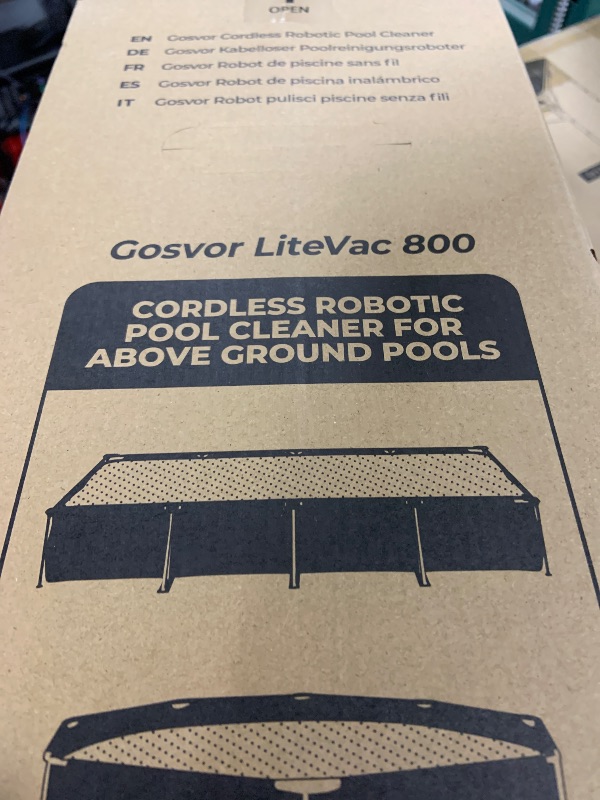 OPEN
EN Gosvor Cordless Robotic Pool Cleaner
DE Gosvor Kabelloser Poolreinigungsroboter
FR Gosvor Robot de piscine sans fil
ES Gosvor Robot de piscina inalámbrico
IT Gosvor Robot pulisci piscine senza fili
Gosvor LiteVac 800
CORDLESS ROBOTIC
POOL CLEANER FOR
ABOVE GROUND POOLS